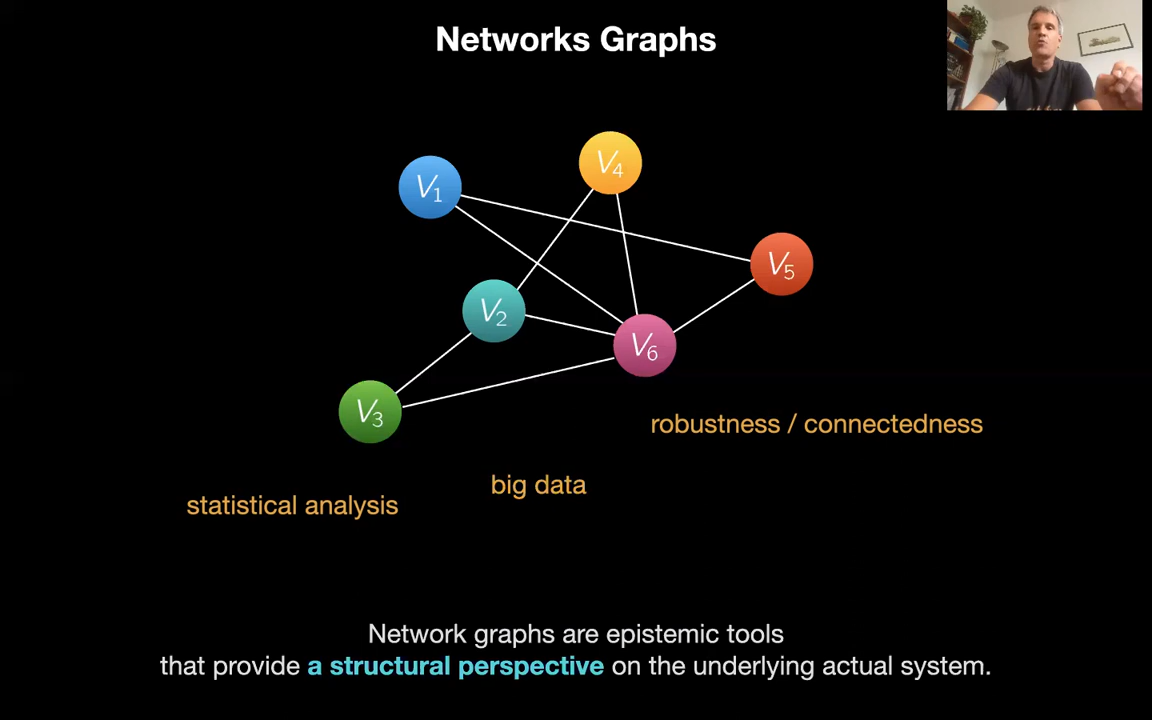 Networks Graphs
V4
V1
V5
V2
V6
V3
robustness / connectedness
big data
statistical analysis
Network graphs are epistemic tools
that provide a structural perspective on the underlying actual system.